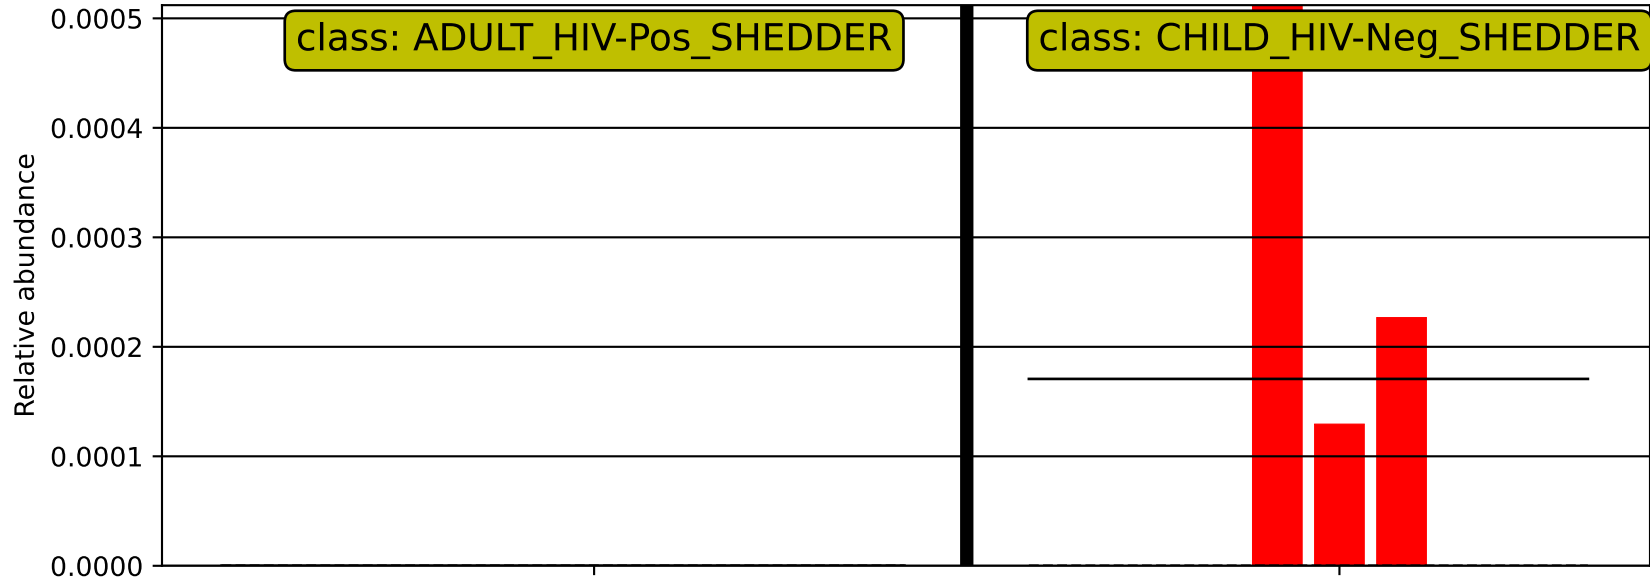 class: ADULT_HIV-Pos_SHEDDER
class: CHILD_HIV-Neg_SHEDDER
Relative abundance
0.0005
0.0004
0.0003
0.0002
0.0001
0.0000